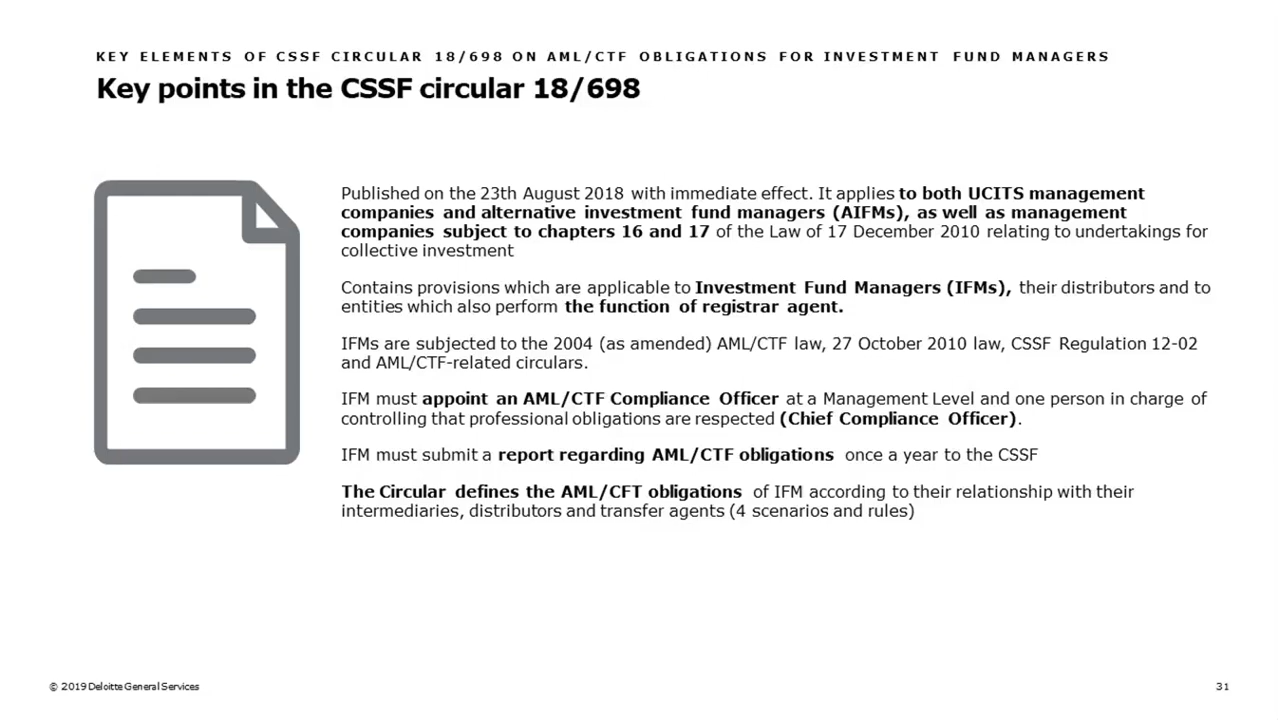 KEY ELEMENTS OF CSSF CIRCULAR 18/698 ON AML/CTF OBLIGATIONS FOR INVESTMENT FUND MANAGERS
Key points in the CSSF circular 18/698
Published on the 23th August 2018 with immediate effect. It applies to both UCITS management
companies and alternative investment fund managers (AIFMs), as well as management
companies subject to chapters 16 and 17 of the Law of 17 December 2010 relating to undertakings for
collective investment
Contains provisions which are applicable to Investment Fund Managers (IFMs), their distributors and to
entities which also perform the function of registrar agent.
IFMs are subjected to the 2004 (as amended) AML/CTF law, 27 October 2010 law, CSSF Regulation 12-02
and AML/CTF-related circulars.
IFM must appoint an AML/CTF Compliance Officer at a Management Level and one person in charge of
controlling that professional obligations are respected (Chief Compliance Officer).
IFM must submit a report regarding AML/CTF obligations once a year to the CSSF
The Circular defines the AML/CFT obligations of IFM according to their relationship with their
intermediaries, distributors and transfer agents (4 scenarios and rules)
© 2019 Deloitte General Services
31